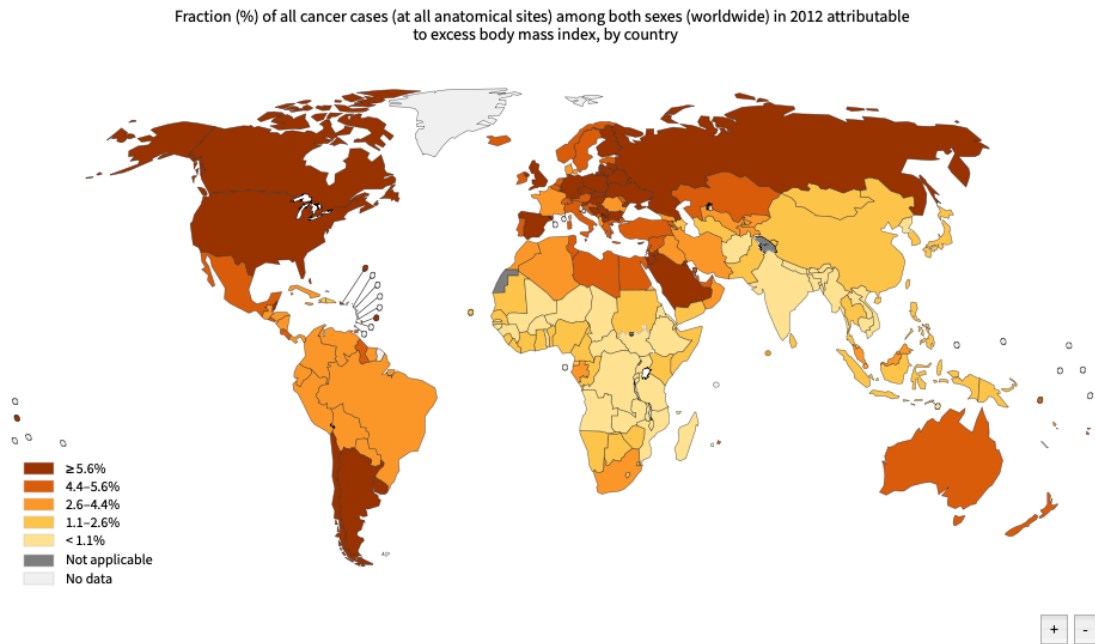 Fraction (%) of all cancer cases (at all anatomical sites) among both sexes (worldwide) in 2012 attributable
to excess body mass index, by country
≥ 5.6%
4.4–5.6%
2.6–4.4%
1.1–2.6%
< 1.1%
Not applicable
No data
+ -